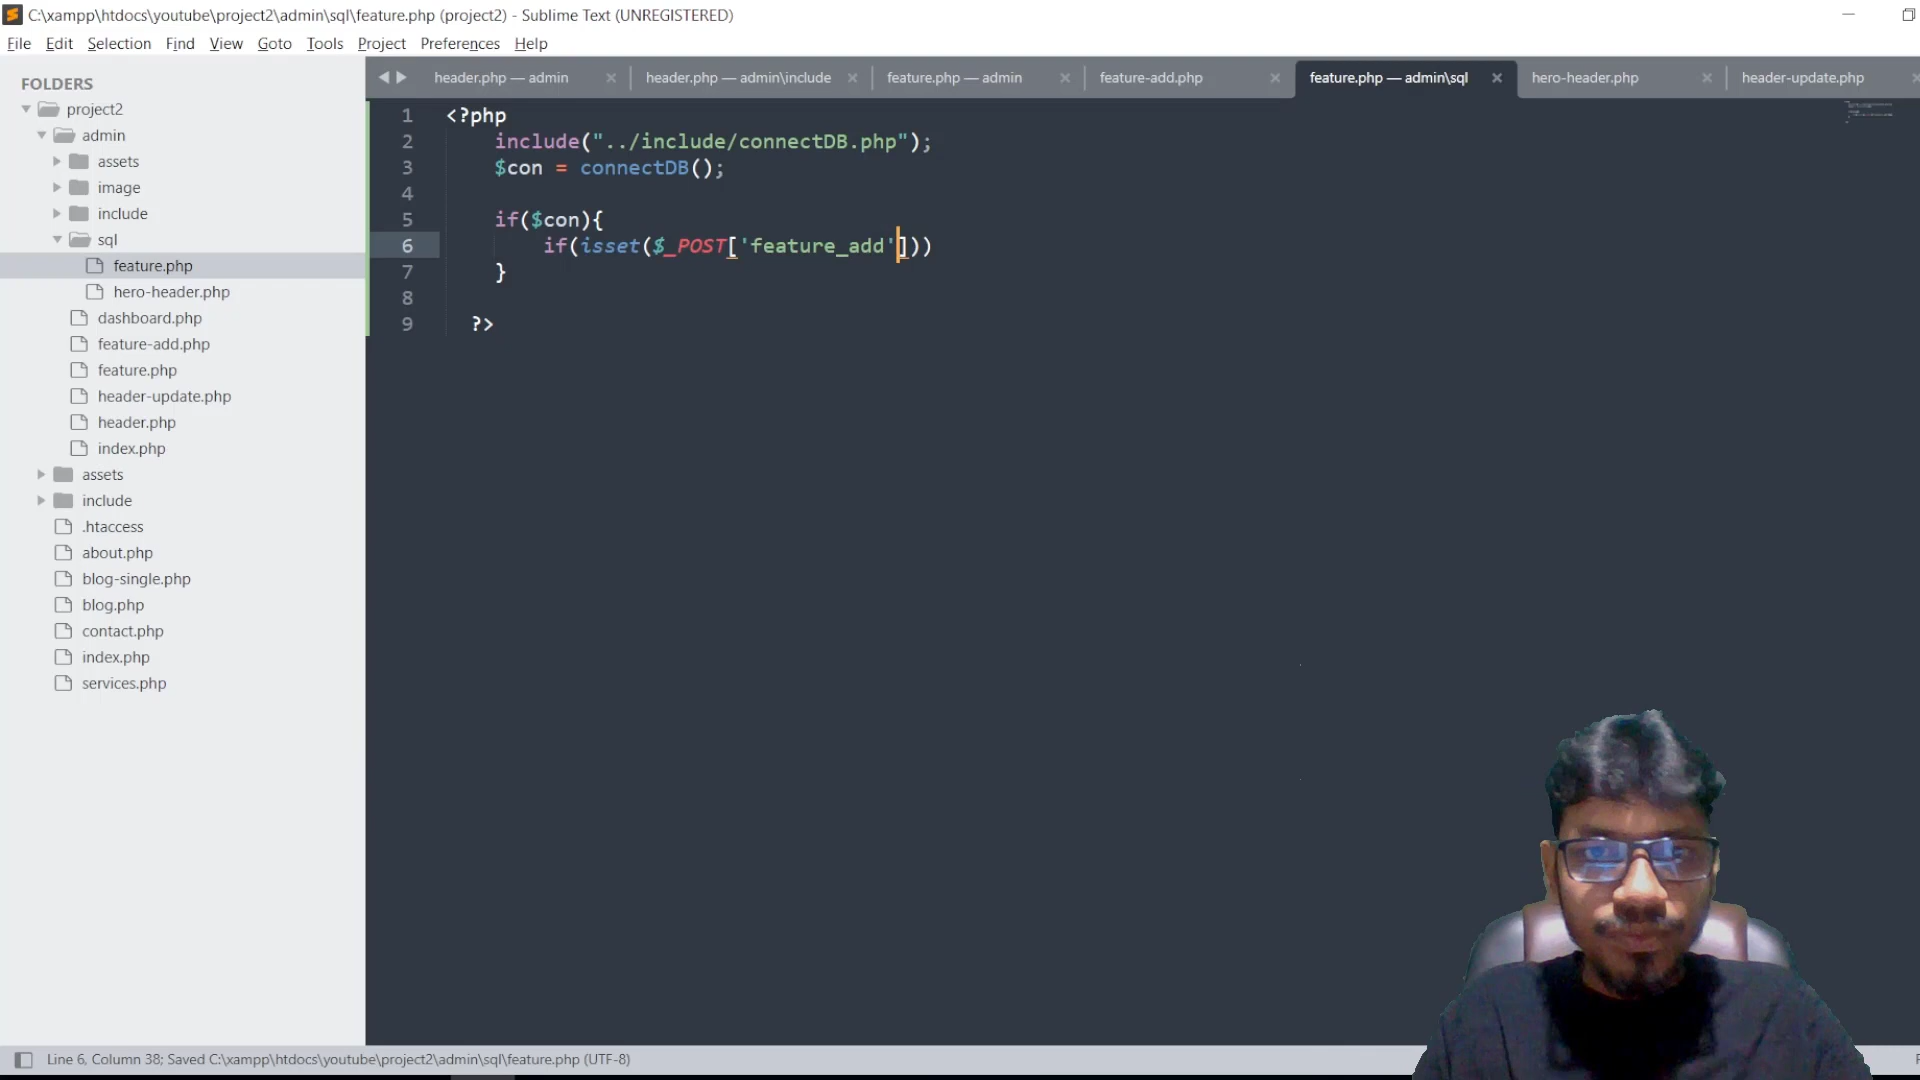 C:\xampp\htdocs\youtube\project2\admin\sql\feature.php (project2) - Sublime Text (UNREGISTERED)
File Edit Selection Find View Goto Tools Project Preferences Help
FOLDERS
project2
admin
assets
image
include
sql
feature.php
hero-header.php
dashboard.php
feature-add.php
feature.php
header-update.php
header.php
index.php
assets
include
.htaccess
about.php
blog-single.php
blog.php
contact.php
index.php
services.php
header.php — admin
header.php — admin\include
feature.php — admin
feature-add.php
feature.php — admin\sql
hero-header.php
header-update.php
1 <?php
2 include("../include/connectDB.php");
3 $con = connectDB();
4
5 if($con){
6 if(isset($_POST['feature_add']))
7 }
8
9 ?>
Line 6, Column 38; Saved C:\xampp\htdocs\youtube\project2\admin\sql\feature.php (UTF-8)